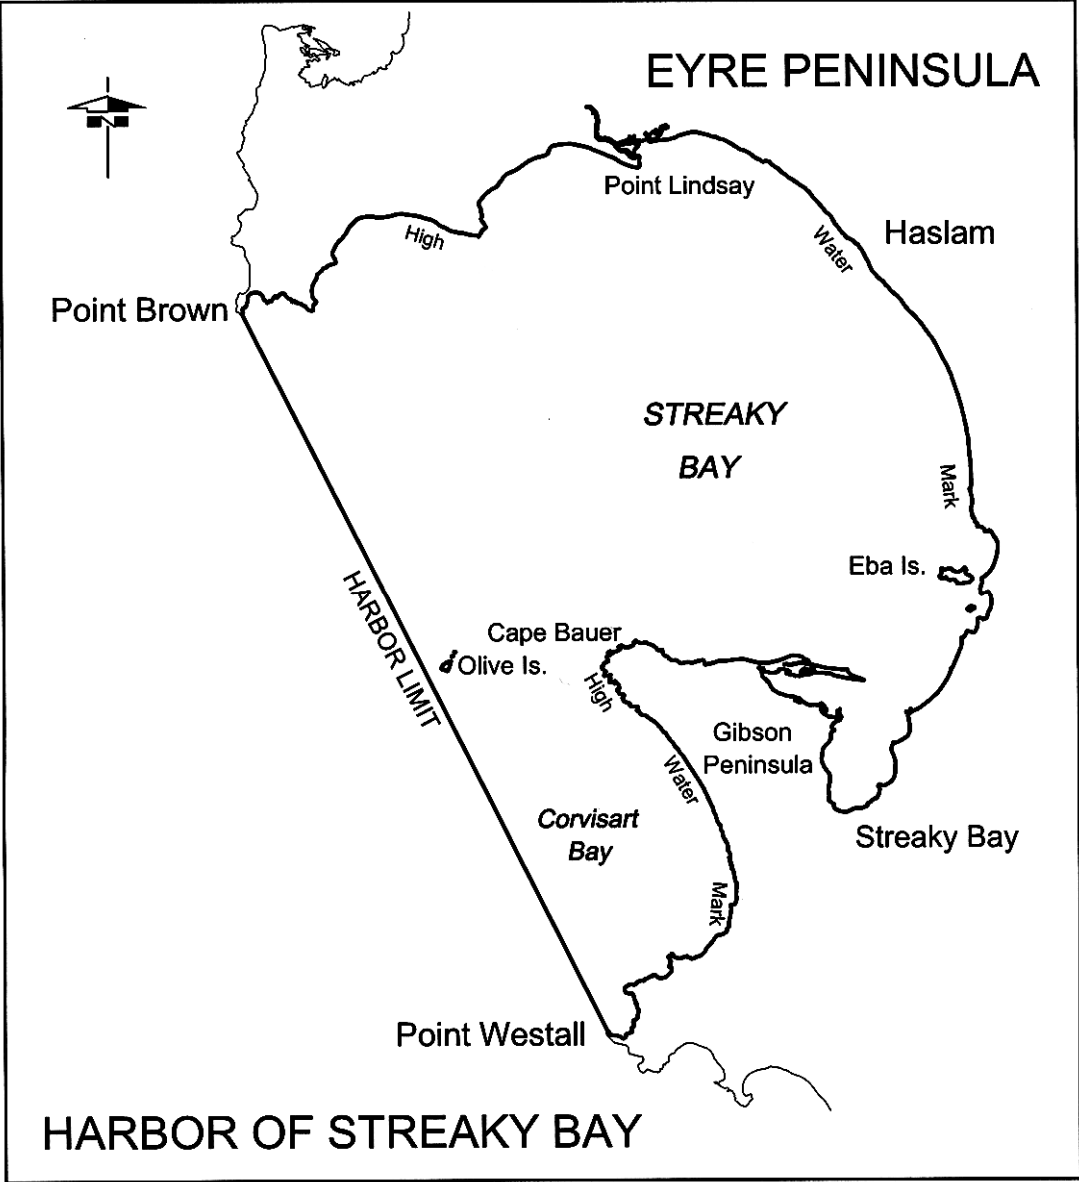 EYRE PENINSULA
N
Point Lindsay
Haslam
High
Water
Point Brown
STREAKY
BAY
Mark
Eba Is.
HARBOR LIMIT
Cape Bauer
Olive Is.
High
Gibson
Peninsula
Water
Corvisart
Bay
Streaky Bay
Mark
Point Westall
HARBOR OF STREAKY BAY